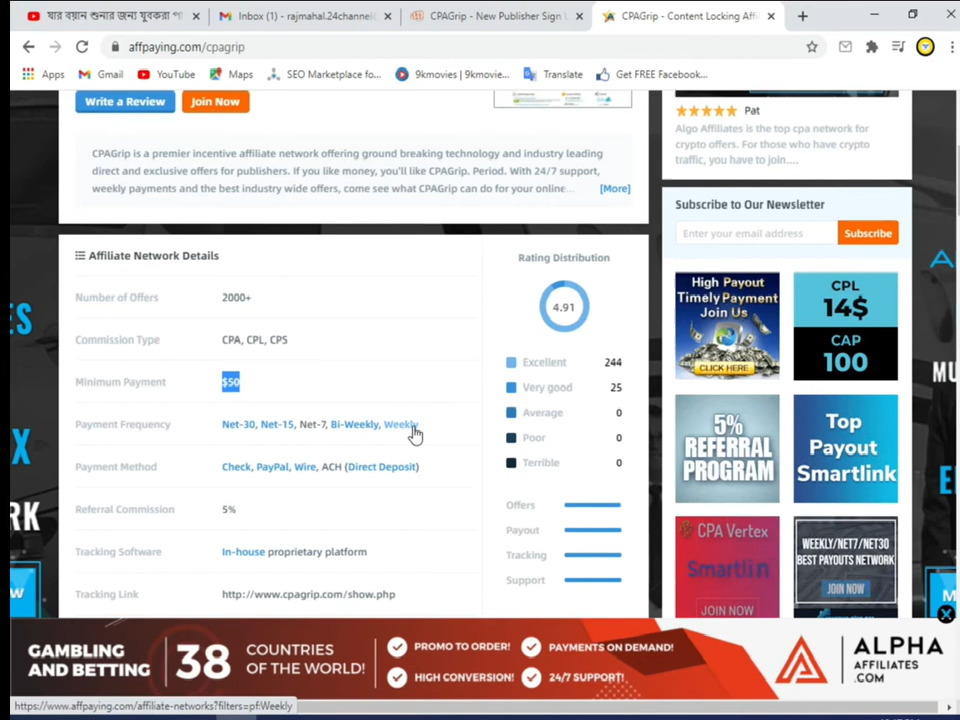 যার বয়ান শুনার জন্য যুবকরা পা
Inbox (1) - rajmahal.24channel
CPAGrip - New Publisher Sign U
CPAGrip - Content Locking Affi
affpaying.com/cpagrip
Apps
Gmail
YouTube
Maps
SEO Marketplace fo...
9kmovies | 9kmovie...
Translate
Get FREE Facebook...
Write a Review
Join Now
CPAGrip is a premier incentive affiliate network offering ground breaking technology and industry leading
direct and exclusive offers for publishers. If you like money, you'll like CPAGrip. Period. With 24/7 support,
weekly payments and the best industry wide offers, come see what CPAGrip can do for your online... [More]
Affiliate Network Details
Number of Offers 2000+
Commission Type CPA, CPL, CPS
Minimum Payment $50
Payment Frequency Net-30, Net-15, Net-7, Bi-Weekly, Weekly
Payment Method Check, PayPal, Wire, ACH (Direct Deposit)
Referral Commission 5%
Tracking Software In-house proprietary platform
Tracking Link http://www.cpagrip.com/show.php
Rating Distribution
4.91
Excellent 244
Very good 25
Average 0
Poor 0
Terrible 0
Offers
Payout
Tracking
Support
Pat
Algo Affiliates is the top cpa network for
crypto offers. For those who have crypto
traffic, you have to join....
Subscribe to Our Newsletter
Enter your email address
Subscribe
High Payout
Timely Payment
Join Us
CLICK HERE
CPL
14$
CAP
100
5%
REFERRAL
PROGRAM
Top
Payout
Smartlink
CPA Vertex
Smartlin
JOIN NOW
WEEKLY/NET7/NET30
BEST PAYOUTS NETWORK
JOIN NOW
ES
X
RK
W
A
MU
E
M
GAMBLING
AND BETTING
38
COUNTRIES
OF THE WORLD!
PROMO TO ORDER!
PAYMENTS ON DEMAND!
HIGH CONVERSION!
24/7 SUPPORT!
ALPHA
AFFILIATES
.COM
https://www.affpaying.com/affiliate-networks?filters=pf:Weekly